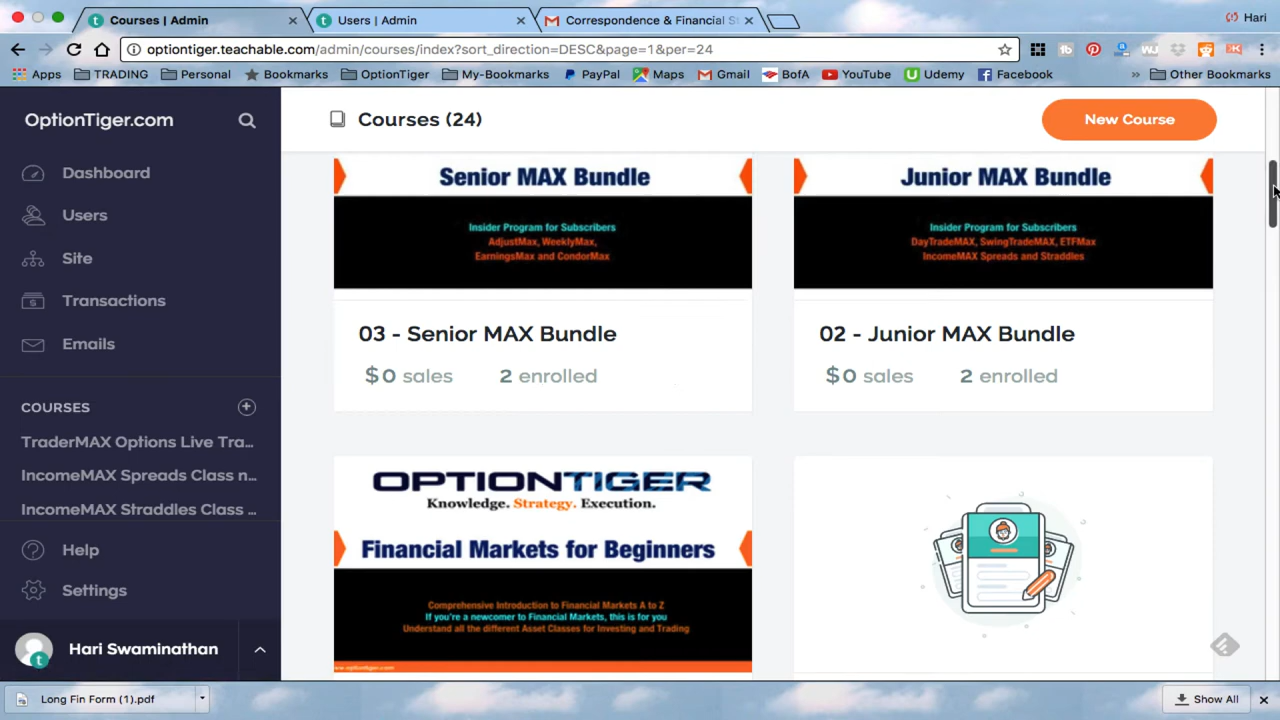 Courses | Admin
Users | Admin
Correspondence & Financial St
Hari
optiontiger.teachable.com/admin/courses/index?sort_direction=DESC&page=1&per=24
Apps TRADING Personal Bookmarks OptionTiger My-Bookmarks PayPal Maps Gmail BofA YouTube Udemy Facebook » Other Bookmarks
OptionTiger.com
Dashboard
Users
Site
Transactions
Emails
COURSES
TraderMAX Options Live Tra...
IncomeMAX Spreads Class n...
IncomeMAX Straddles Class ...
Help
Settings
Hari Swaminathan
Courses (24)
New Course
Senior MAX Bundle
Insider Program for Subscribers
AdjustMax, WeeklyMax,
EarningsMax and CondorMax
03 - Senior MAX Bundle
$0 sales 2 enrolled
Junior MAX Bundle
Insider Program for Subscribers
DayTradeMAX, SwingTradeMAX, ETFMax
IncomeMAX Spreads and Straddles
02 - Junior MAX Bundle
$0 sales 2 enrolled
OPTIONTIGER
Knowledge. Strategy. Execution.
Financial Markets for Beginners
Comprehensive Introduction to Financial Markets A to Z
If you're a newcomer to Financial Markets, this is for you
Understand all the different Asset Classes for Investing and Trading
www.optiontiger.com
Long Fin Form (1).pdf
Show All